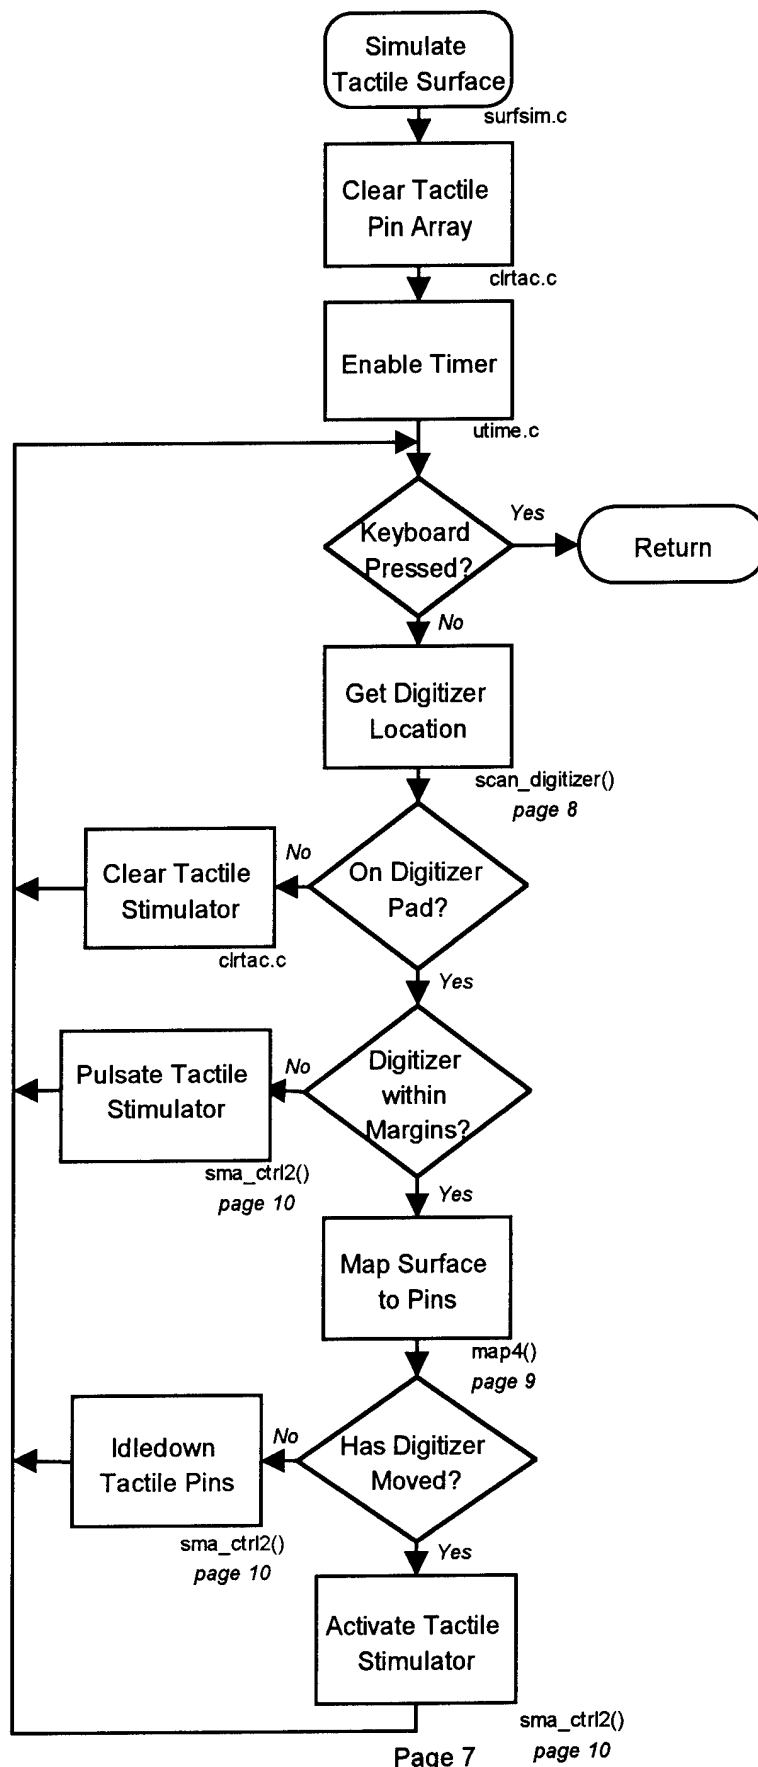 Simulate
Tactile Surface
surfsim.c
Clear Tactile
Pin Array
clrtac.c
Enable Timer
utime.c
Keyboard
Pressed?
Yes
Return
No
Get Digitizer
Location
scan_digitizer()
page 8
On Digitizer
Pad?
No
Clear Tactile
Stimulator
clrtac.c
Yes
Digitizer
within
Margins?
No
Pulsate Tactile
Stimulator
sma_ctrl2()
page 10
Yes
Map Surface
to Pins
map4()
page 9
Has Digitizer
Moved?
No
Idledown
Tactile Pins
sma_ctrl2()
page 10
Yes
Activate Tactile
Stimulator
sma_ctrl2()
page 10
Page 7